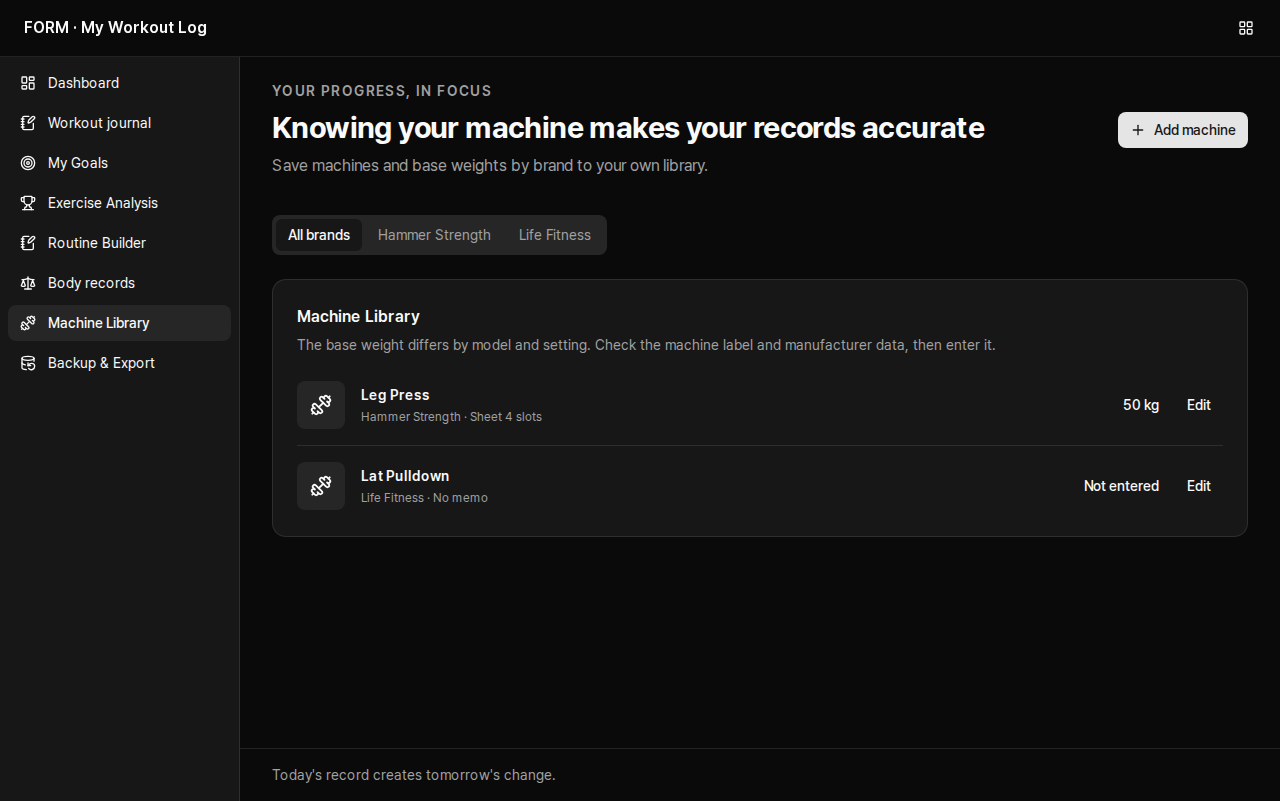 FORM · My Workout Log
Dashboard
Workout journal
My Goals
Exercise Analysis
Routine Builder
Body records
Machine Library
Backup & Export
YOUR PROGRESS, IN FOCUS
Knowing your machine makes your records accurate
Save machines and base weights by brand to your own library.
Add machine
All brands
Hammer Strength
Life Fitness
Machine Library
The base weight differs by model and setting. Check the machine label and manufacturer data, then enter it.
Leg Press
Hammer Strength · Sheet 4 slots
50 kg
Edit
Lat Pulldown
Life Fitness · No memo
Not entered
Edit
Today's record creates tomorrow's change.